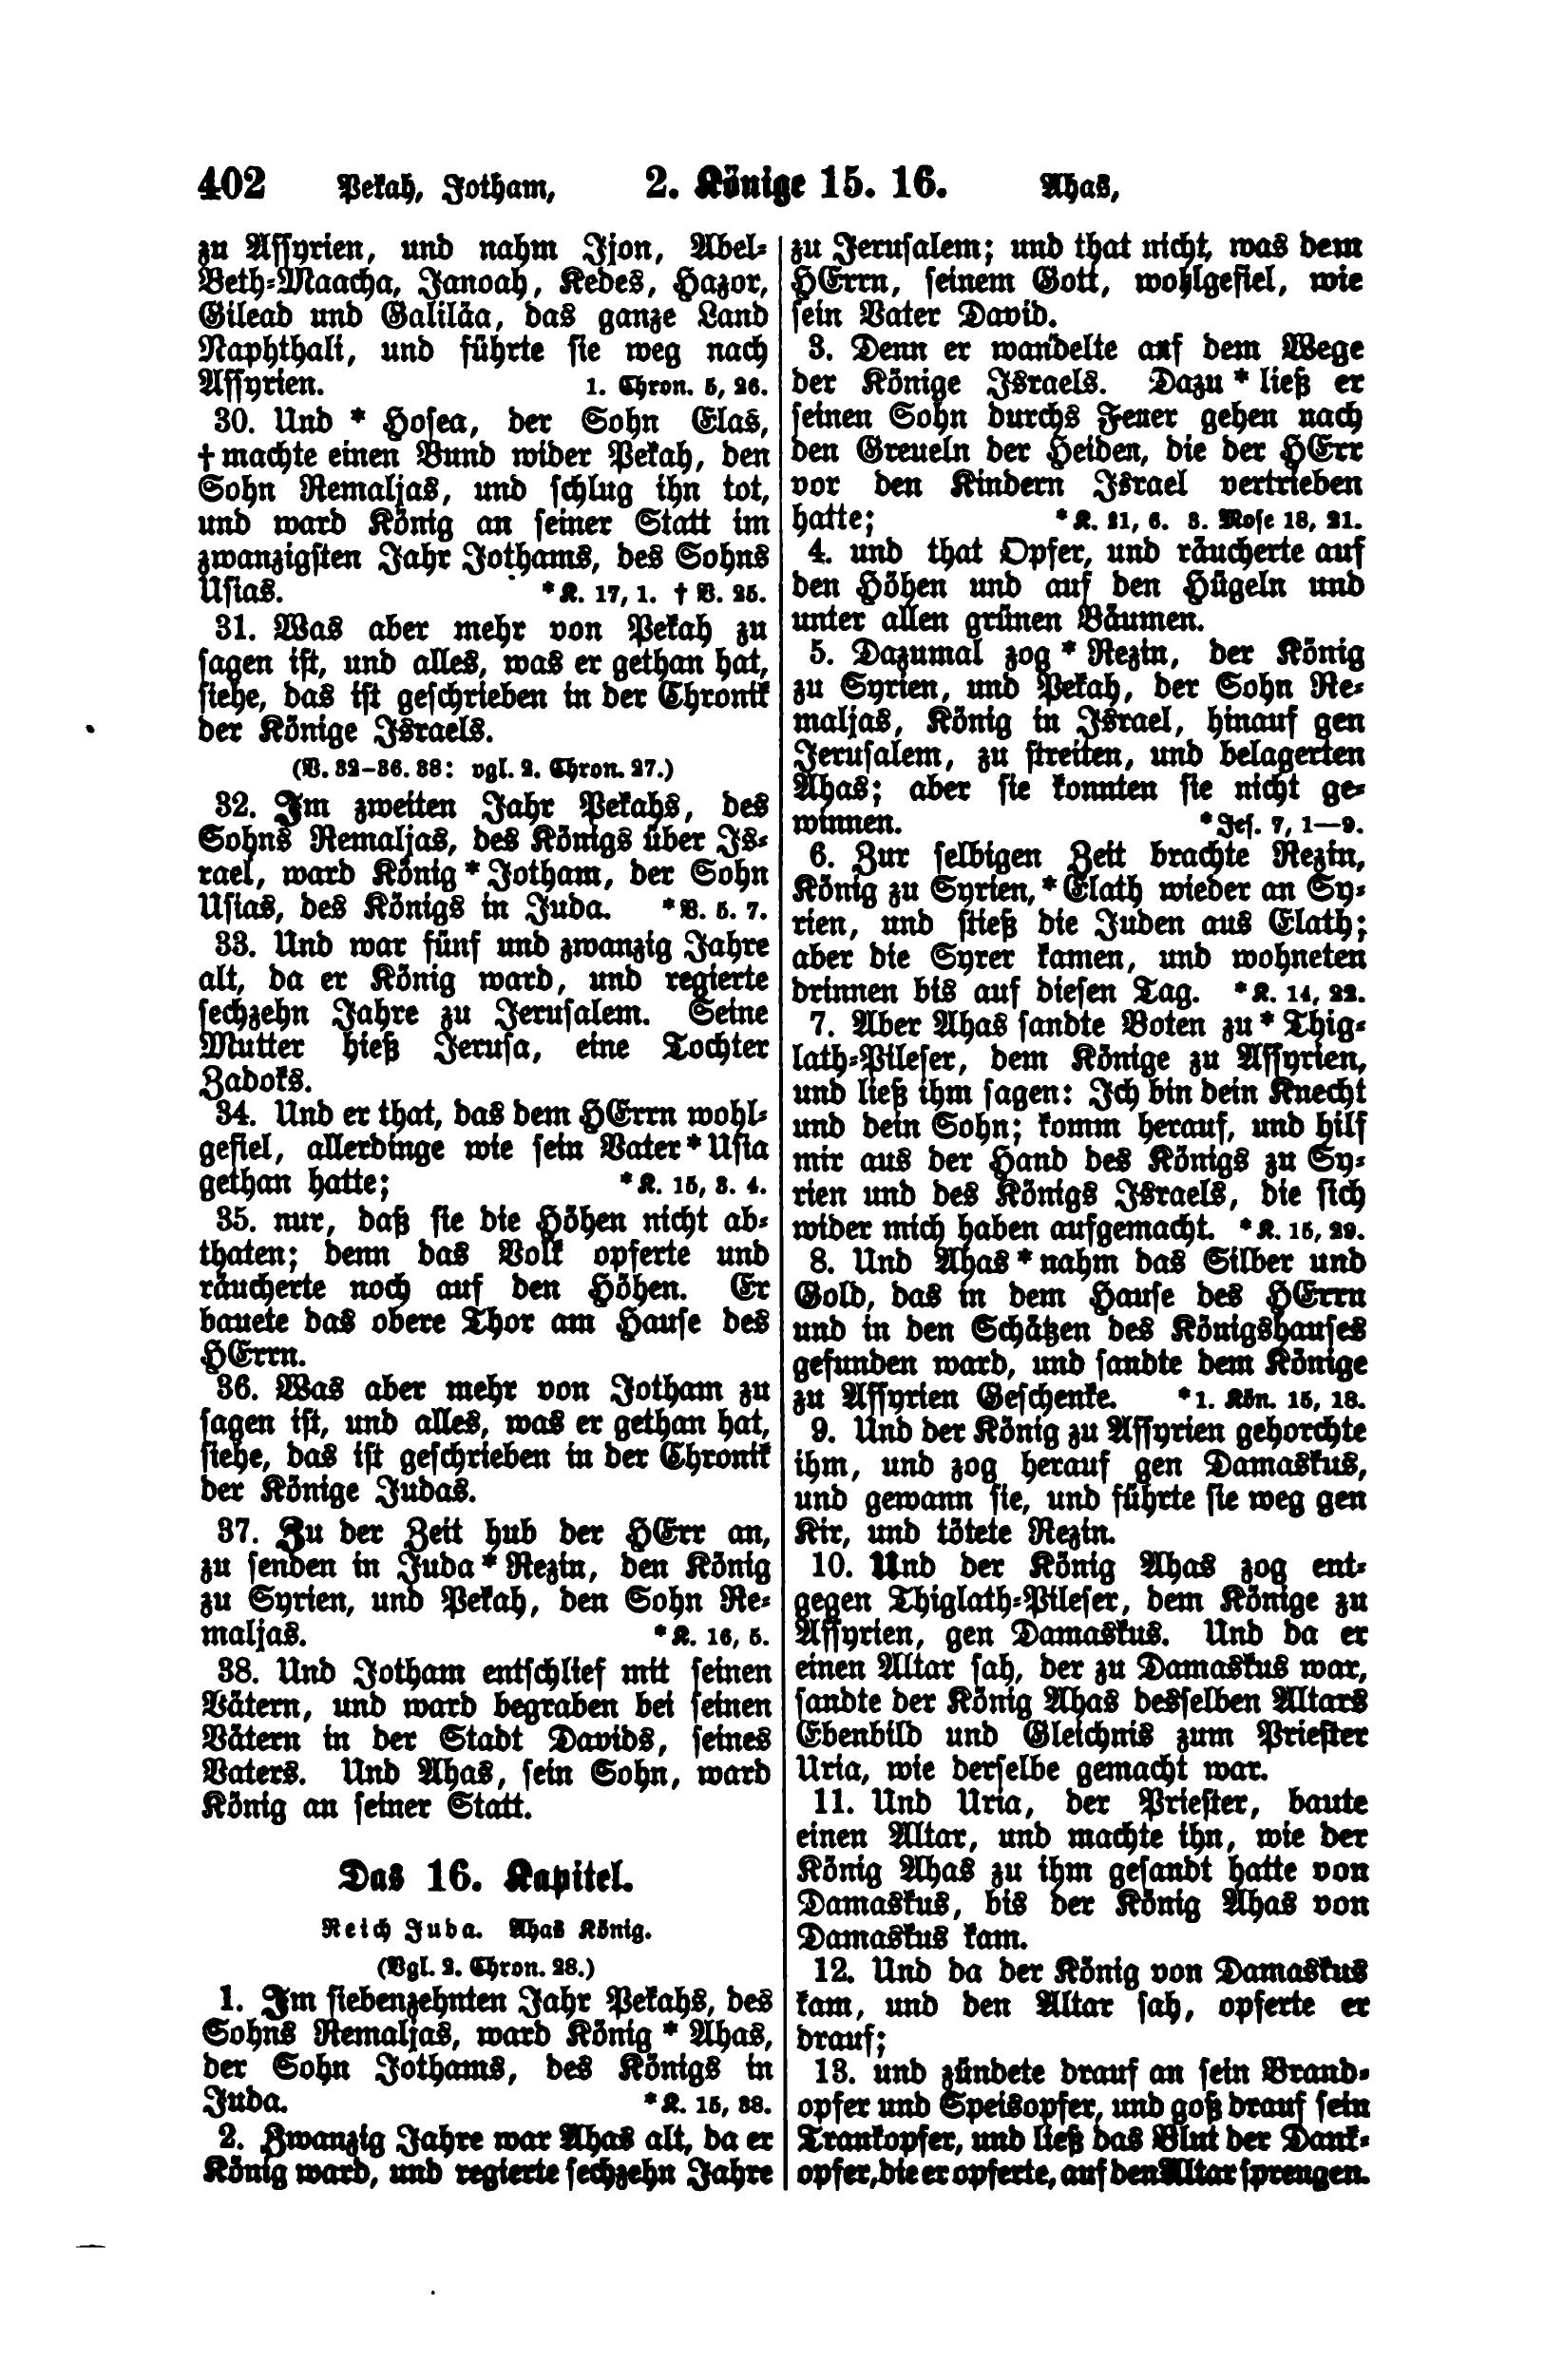 402 Pekah, Jotham, 2. Könige 15. 16. Ahas,
zu Assyrien, und nahm Ijon, Abel-
Beth-Maacha, Janoah, Kedes, Hazor,
Gilead und Galiläa, das ganze Land
Naphthali, und führte sie weg nach
Assyrien. 1. Chron. 5, 26.
30. Und * Hosea, der Sohn Elas,
† machte einen Bund wider Pekah, den
Sohn Remaljas, und schlug ihn tot,
und ward König an seiner Statt im
zwanzigsten Jahr Jothams, des Sohns
Usias. *K. 17, 1. † V. 25.
31. Was aber mehr von Pekah zu
sagen ist, und alles, was er gethan hat,
siehe, das ist geschrieben in der Chronik
der Könige Israels.
(V. 32–36. 38: vgl. 2. Chron. 27.)
32. Im zweiten Jahr Pekahs, des
Sohns Remaljas, des Königs über Is-
rael, ward König * Jotham, der Sohn
Usias, des Königs in Juda. *V. 5. 7.
33. Und war fünf und zwanzig Jahre
alt, da er König ward, und regierte
sechzehn Jahre zu Jerusalem. Seine
Mutter hieß Jerusa, eine Tochter
Zadoks.
34. Und er that, das dem HErrn wohl-
gefiel, allerdinge wie sein Vater * Usia
gethan hatte; *K. 15, 3. 4.
35. nur, daß sie die Höhen nicht ab-
thaten; denn das Volk opferte und
räucherte noch auf den Höhen. Er
bauete das obere Thor am Hause des
HErrn.
36. Was aber mehr von Jotham zu
sagen ist, und alles, was er gethan hat,
siehe, das ist geschrieben in der Chronik
der Könige Judas.
37. Zu der Zeit hub der HErr an,
zu senden in Juda * Rezin, den König
zu Syrien, und Pekah, den Sohn Re-
maljas. *K. 16, 5.
38. Und Jotham entschlief mit seinen
Vätern, und ward begraben bei seinen
Vätern in der Stadt Davids, seines
Vaters. Und Ahas, sein Sohn, ward
König an seiner Statt.
Das 16. Kapitel.
Reich Juda. Ahas König.
(Vgl. 2. Chron. 28.)
1. Im siebenzehnten Jahr Pekahs, des
Sohns Remaljas, ward König * Ahas,
der Sohn Jothams, des Königs in
Juda. *K. 15, 38.
2. Zwanzig Jahre war Ahas alt, da er
König ward, und regierte sechzehn Jahre
zu Jerusalem; und that nicht, was dem
HErrn, seinem Gott, wohlgefiel, wie
sein Vater David.
3. Denn er wandelte auf dem Wege
der Könige Israels. Dazu * ließ er
seinen Sohn durchs Feuer gehen nach
den Greueln der Heiden, die der HErr
vor den Kindern Israel vertrieben
hatte; *K. 21, 6. 3. Mose 18, 21.
4. und that Opfer, und räucherte auf
den Höhen und auf den Hügeln und
unter allen grünen Bäumen.
5. Dazumal zog * Rezin, der König
zu Syrien, und Pekah, der Sohn Re-
maljas, König in Israel, hinauf gen
Jerusalem, zu streiten, und belagerten
Ahas; aber sie konnten sie nicht ge-
winnen. *Jes. 7, 1—9.
6. Zur selbigen Zeit brachte Rezin,
König zu Syrien, * Elath wieder an Sy-
rien, und stieß die Juden aus Elath;
aber die Syrer kamen, und wohneten
drinnen bis auf diesen Tag. *K. 14, 22.
7. Aber Ahas sandte Boten zu * Thig-
lath-Pileser, dem Könige zu Assyrien,
und ließ ihm sagen: Ich bin dein Knecht
und dein Sohn; komm herauf, und hilf
mir aus der Hand des Königs zu Sy-
rien und des Königs Israels, die sich
wider mich haben aufgemacht. *K. 15, 29.
8. Und Ahas * nahm das Silber und
Gold, das in dem Hause des HErrn
und in den Schätzen des Königshauses
gefunden ward, und sandte dem Könige
zu Assyrien Geschenke. *1. Kön. 15, 18.
9. Und der König zu Assyrien gehorchte
ihm, und zog herauf gen Damaskus,
und gewann sie, und führte sie weg gen
Kir, und tötete Rezin.
10. Und der König Ahas zog ent-
gegen Thiglath-Pileser, dem Könige zu
Assyrien, gen Damaskus. Und da er
einen Altar sah, der zu Damaskus war,
sandte der König Ahas desselben Altars
Ebenbild und Gleichnis zum Priester
Uria, wie derselbe gemacht war.
11. Und Uria, der Priester, baute
einen Altar, und machte ihn, wie der
König Ahas zu ihm gesandt hatte von
Damaskus, bis der König Ahas von
Damaskus kam.
12. Und da der König von Damaskus
kam, und den Altar sah, opferte er
drauf;
13. und zündete drauf an sein Brand-
opfer und Speisopfer, und goß drauf sein
Trankopfer, und ließ das Blut der Dank-
opfer, die er opferte, auf den Altar sprengen.